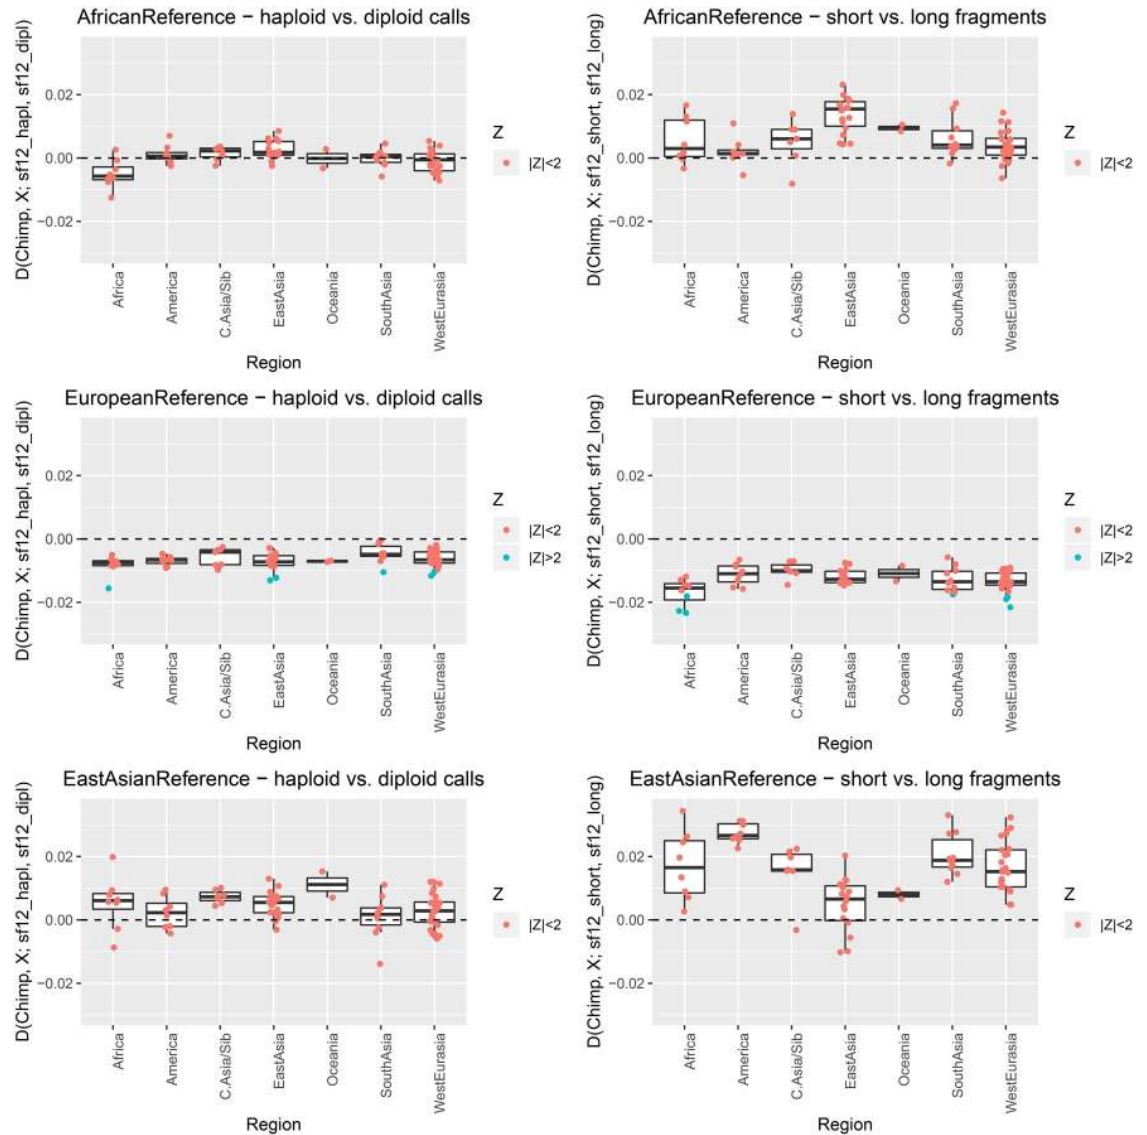 AfricanReference − haploid vs. diploid calls
D(Chimp, X; sf12_hapl, sf12_dipl)
0.02
0.00
−0.02
Africa
America
C.Asia/Sib
EastAsia
Oceania
SouthAsia
WestEurasia
Region
Z
|Z|<2
AfricanReference − short vs. long fragments
D(Chimp, X; sf12_short, sf12_long)
0.02
0.00
−0.02
Africa
America
C.Asia/Sib
EastAsia
Oceania
SouthAsia
WestEurasia
Region
Z
|Z|<2
EuropeanReference − haploid vs. diploid calls
D(Chimp, X; sf12_hapl, sf12_dipl)
0.02
0.00
−0.02
Africa
America
C.Asia/Sib
EastAsia
Oceania
SouthAsia
WestEurasia
Region
Z
|Z|<2
|Z|>2
EuropeanReference − short vs. long fragments
D(Chimp, X; sf12_short, sf12_long)
0.02
0.00
−0.02
Africa
America
C.Asia/Sib
EastAsia
Oceania
SouthAsia
WestEurasia
Region
Z
|Z|<2
|Z|>2
EastAsianReference − haploid vs. diploid calls
D(Chimp, X; sf12_hapl, sf12_dipl)
0.02
0.00
−0.02
Africa
America
C.Asia/Sib
EastAsia
Oceania
SouthAsia
WestEurasia
Region
Z
|Z|<2
EastAsianReference − short vs. long fragments
D(Chimp, X; sf12_short, sf12_long)
0.02
0.00
−0.02
Africa
America
C.Asia/Sib
EastAsia
Oceania
SouthAsia
WestEurasia
Region
Z
|Z|<2